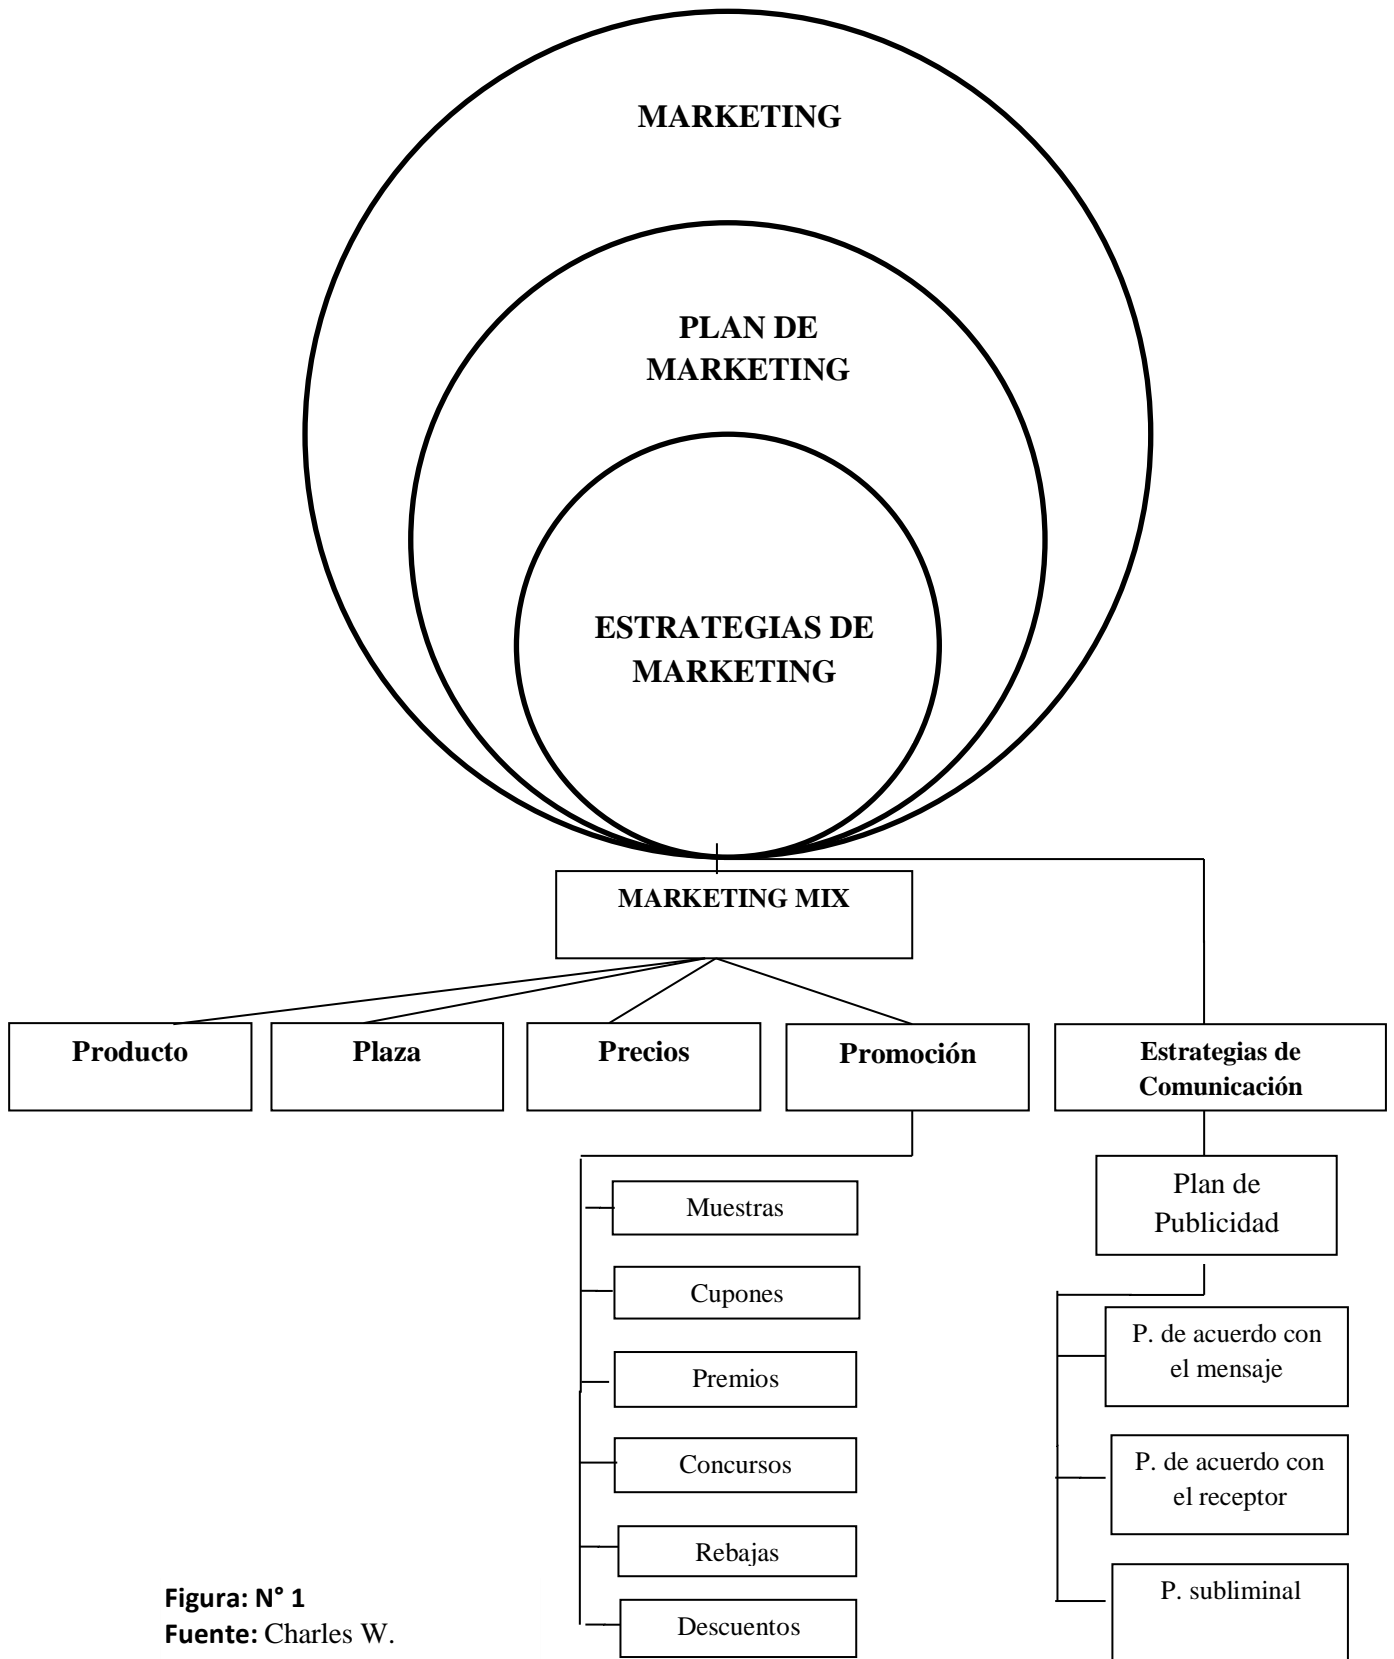 MARKETING
PLAN DE
MARKETING
ESTRATEGIAS DE
MARKETING
MARKETING MIX
Producto
Plaza
Precios
Promoción
Estrategias de
Comunicación
Muestras
Cupones
Premios
Concursos
Rebajas
Descuentos
Plan de
Publicidad
P. de acuerdo con
el mensaje
P. de acuerdo con
el receptor
P. subliminal
Figura: N° 1
Fuente: Charles W.